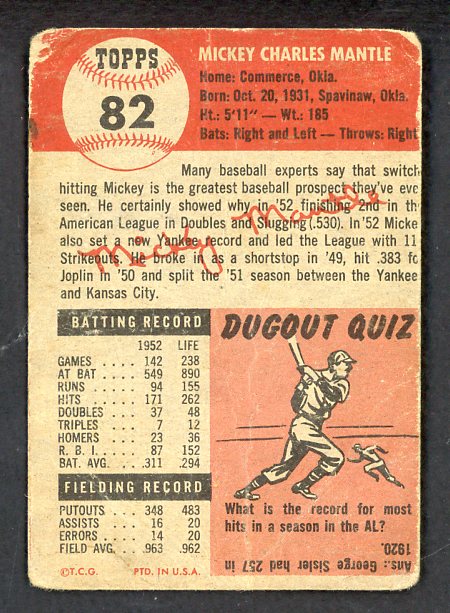 TOPPS
82
MICKEY CHARLES MANTLE
Home: Commerce, Okla.
Born: Oct. 20, 1931, Spavinaw, Okla.
Ht.: 5'11" — Wt.: 185
Bats: Right and Left — Throws: Right
Many baseball experts say that switch
hitting Mickey is the greatest baseball prospect they've eve
seen. He certainly showed why in '52 finishing 2nd in th
American League in Doubles and Slugging (.530). In '52 Micke
also set a new Yankee record and led the League with 11
Strikeouts. He broke in as a shortstop in '49, hit .383 fo
Joplin in '50 and split the '51 season between the Yankee
and Kansas City.
Mickey Mantle
BATTING RECORD
1952 LIFE
GAMES .... 142 238
AT BAT .... 549 890
RUNS .... 94 155
HITS .... 171 262
DOUBLES ... 37 48
TRIPLES ... 7 12
HOMERS ... 23 36
R. B. I. .... 87 152
BAT. AVG. ... .311 .294
FIELDING RECORD
PUTOUTS .... 348 483
ASSISTS .... 16 20
ERRORS .... 14 20
FIELD AVG. ... .963 .962
©T.C.G. PTD. IN U.S.A.
DUGOUT QUIZ
What is the record for most
hits in a season in the AL?
Ans.: George Sisler had 257 in
1920.